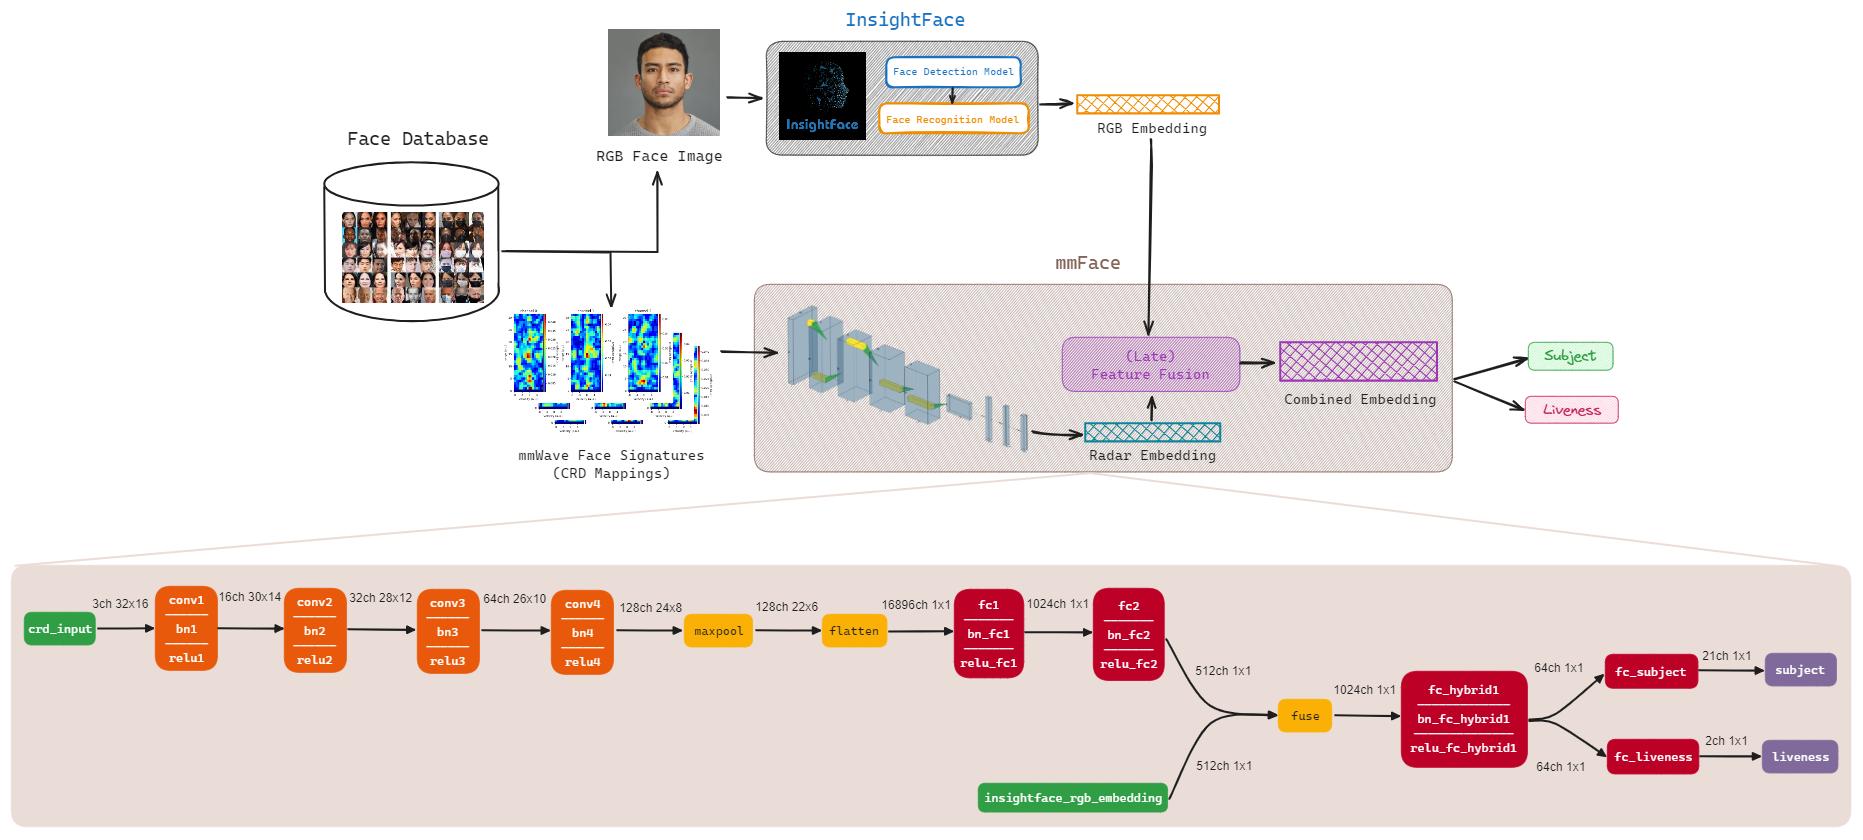 InsightFace
Face Detection Model
Face Recognition Model
InsightFace
RGB Embedding
RGB Face Image
Face Database
mmFace
(Late)
Feature Fusion
Combined Embedding
Radar Embedding
Subject
Liveness
mmWave Face Signatures
(CRD Mappings)
crd_input
3ch 32x16
conv1
bn1
relu1
16ch 30x14
conv2
bn2
relu2
32ch 28x12
conv3
bn3
relu3
64ch 26x10
conv4
bn4
relu4
128ch 24x8
maxpool
128ch 22x6
flatten
16896ch 1x1
fc1
bn_fc1
relu_fc1
1024ch 1x1
fc2
bn_fc2
relu_fc2
512ch 1x1
insightface_rgb_embedding
512ch 1x1
fuse
1024ch 1x1
fc_hybrid1
bn_fc_hybrid1
relu_fc_hybrid1
64ch 1x1
fc_subject
21ch 1x1
subject
64ch 1x1
fc_liveness
2ch 1x1
liveness